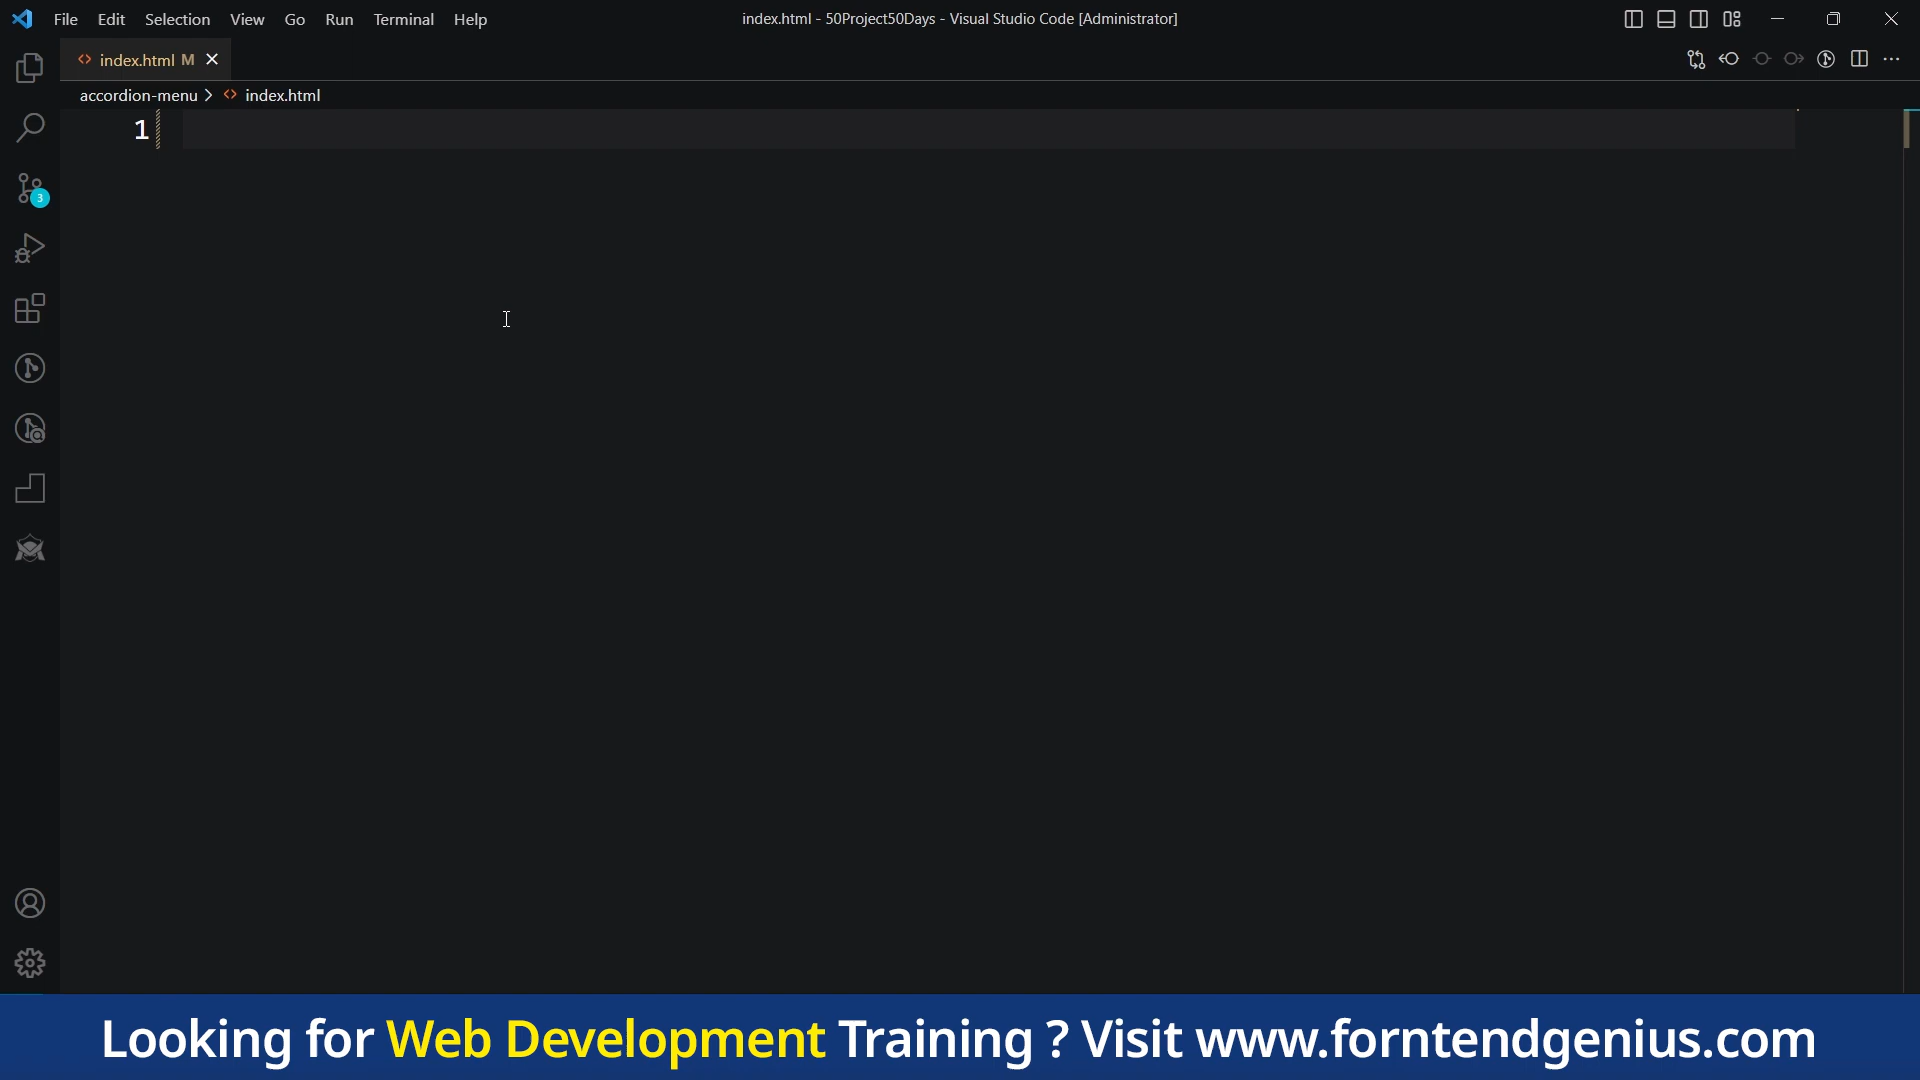 File Edit Selection View Go Run Terminal Help
index.html - 50Project50Days - Visual Studio Code [Administrator]
index.html M
accordion-menu > index.html
1
3
Looking for Web Development Training ? Visit www.forntendgenius.com